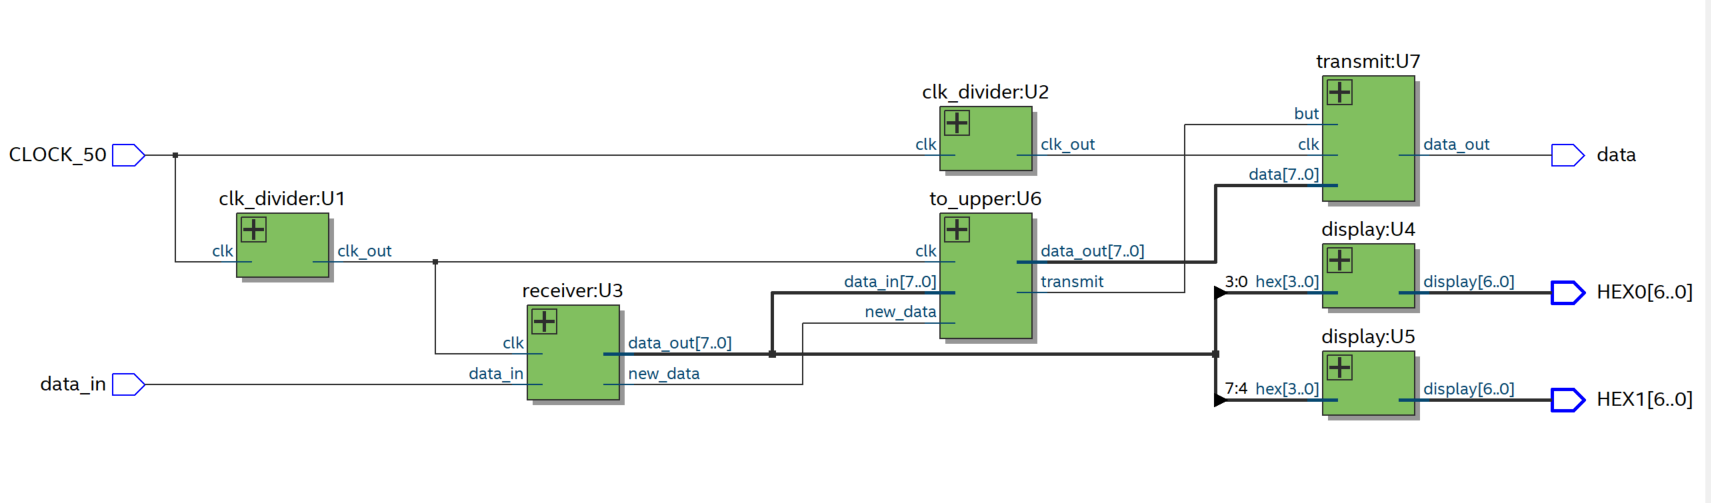 transmit:U7
clk_divider:U2
but
CLOCK_50
clk
clk_out
clk
data_out
data
data[7..0]
clk_divider:U1
to_upper:U6
display:U4
clk
clk_out
clk
data_out[7..0]
data_in[7..0]
transmit
3:0
hex[3..0]
display[6..0]
HEX0[6..0]
receiver:U3
new_data
display:U5
clk
data_out[7..0]
data_in
data_in
new_data
7:4
hex[3..0]
display[6..0]
HEX1[6..0]